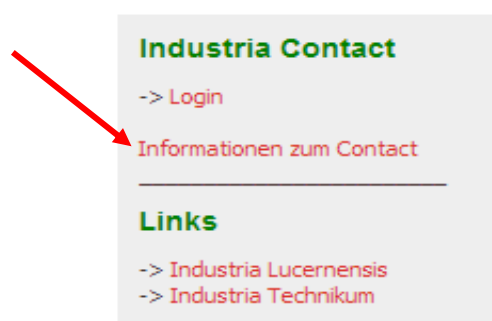 Industria Contact
-> Login
Informationen zum Contact
Links
-> Industria Lucernensis
-> Industria Technikum